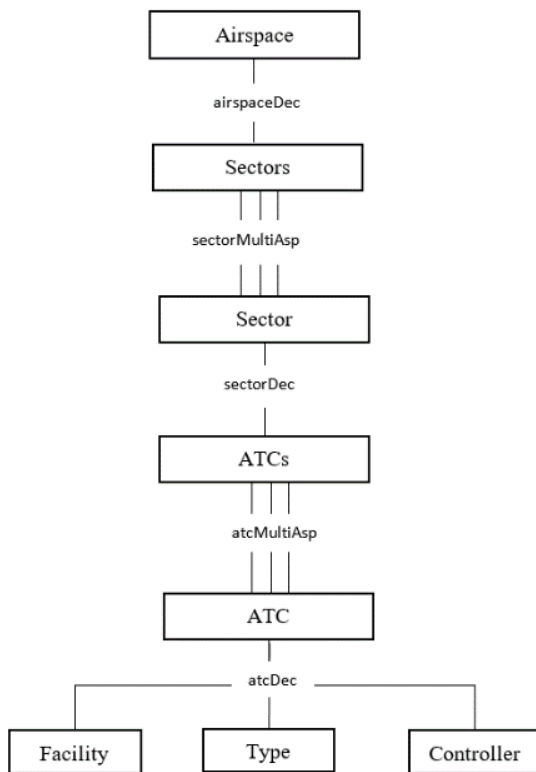 Airspace
airspaceDec
Sectors
sectorMultiAsp
Sector
sectorDec
ATCs
atcMultiAsp
ATC
atcDec
Facility Type Controller